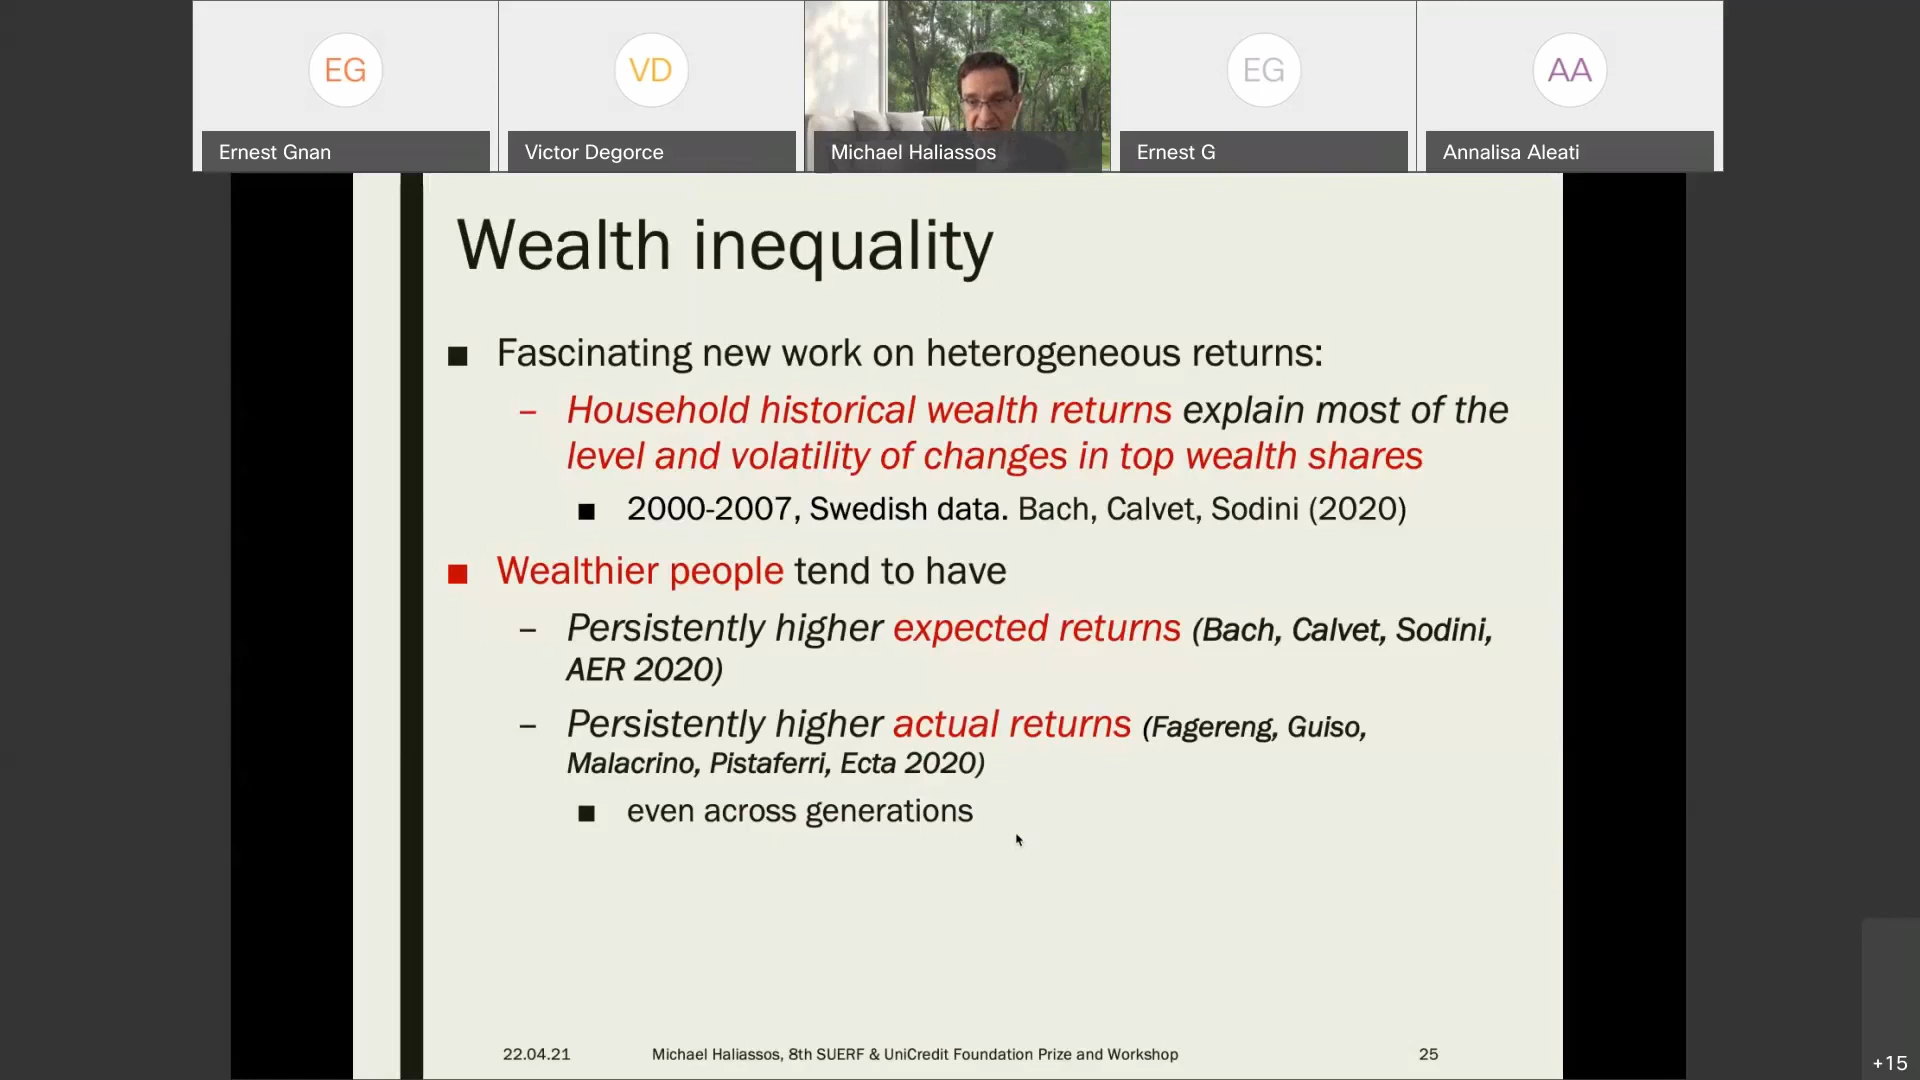 EG
VD
EG
AA
Ernest Gnan
Victor Degorce
Michael Haliassos
Ernest G
Annalisa Aleati
Wealth inequality
■ Fascinating new work on heterogeneous returns:
– Household historical wealth returns explain most of the
level and volatility of changes in top wealth shares
■ 2000-2007, Swedish data. Bach, Calvet, Sodini (2020)
■ Wealthier people tend to have
– Persistently higher expected returns (Bach, Calvet, Sodini,
AER 2020)
– Persistently higher actual returns (Fagereng, Guiso,
Malacrino, Pistaferri, Ecta 2020)
■ even across generations
22.04.21 Michael Haliassos, 8th SUERF & UniCredit Foundation Prize and Workshop 25
+15